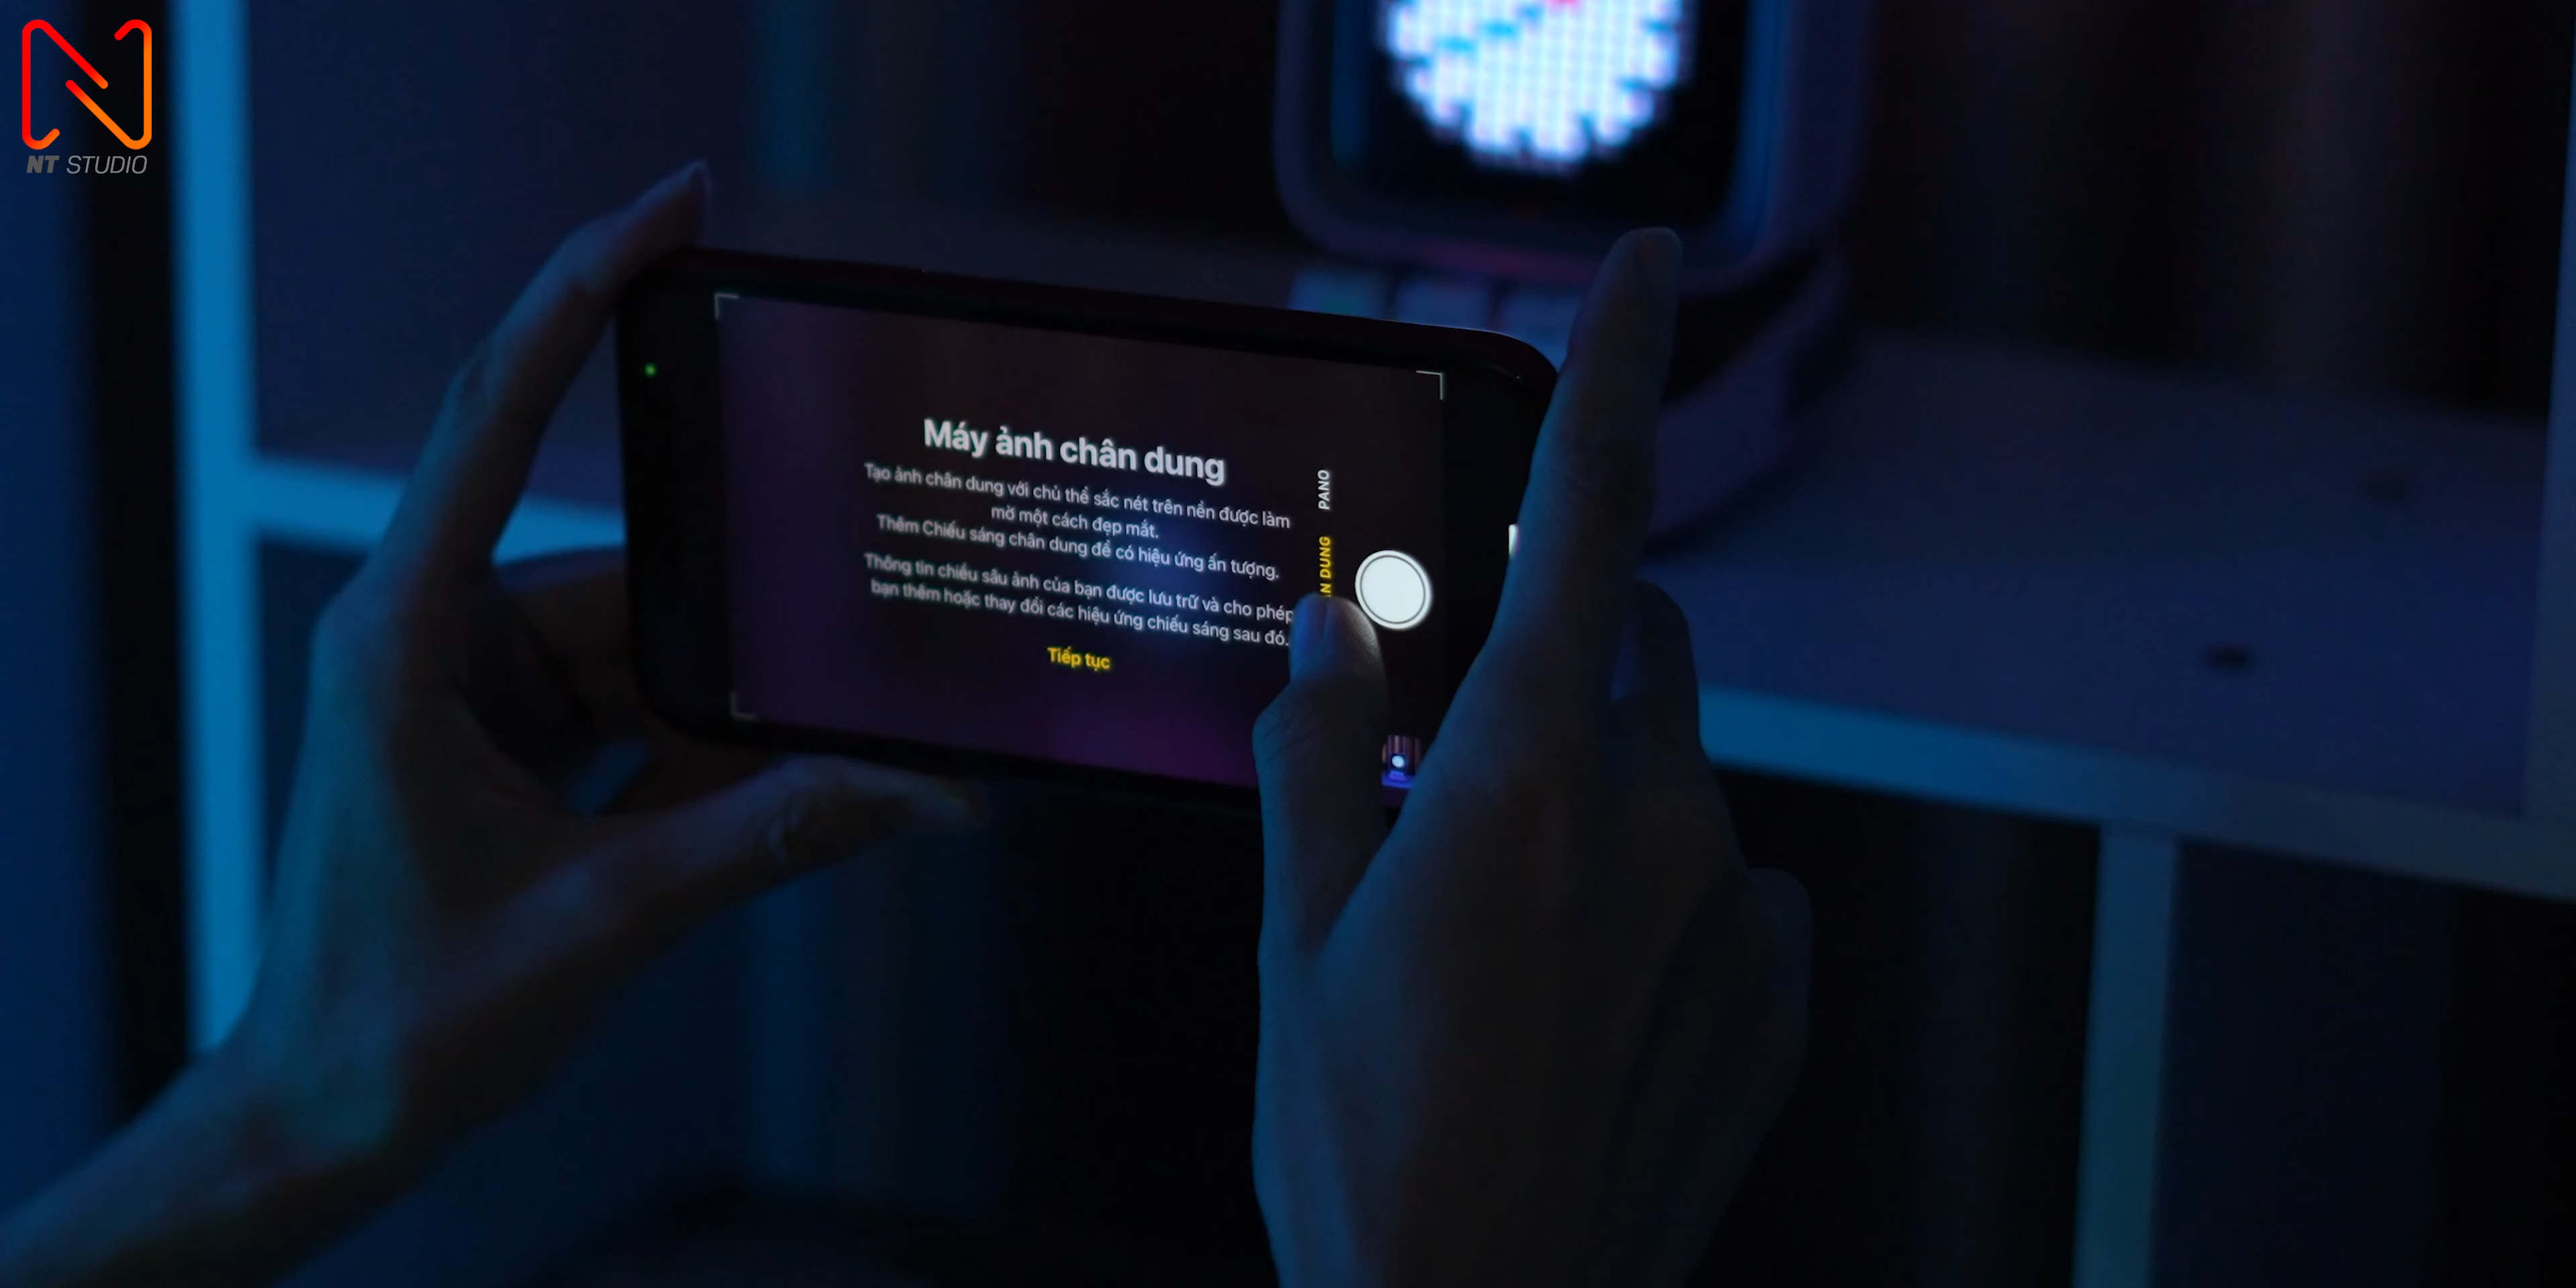 NT STUDIO
Máy ảnh chân dung
Tạo ảnh chân dung với chủ thể sắc nét trên nền được làm
mờ một cách đẹp mắt.
Thêm Chiếu sáng chân dung để có hiệu ứng ấn tượng.
Thông tin chiều sâu ảnh của bạn được lưu trữ và cho phép
bạn thêm hoặc thay đổi các hiệu ứng chiếu sáng sau đó.
Tiếp tục
PANO
N DUNG